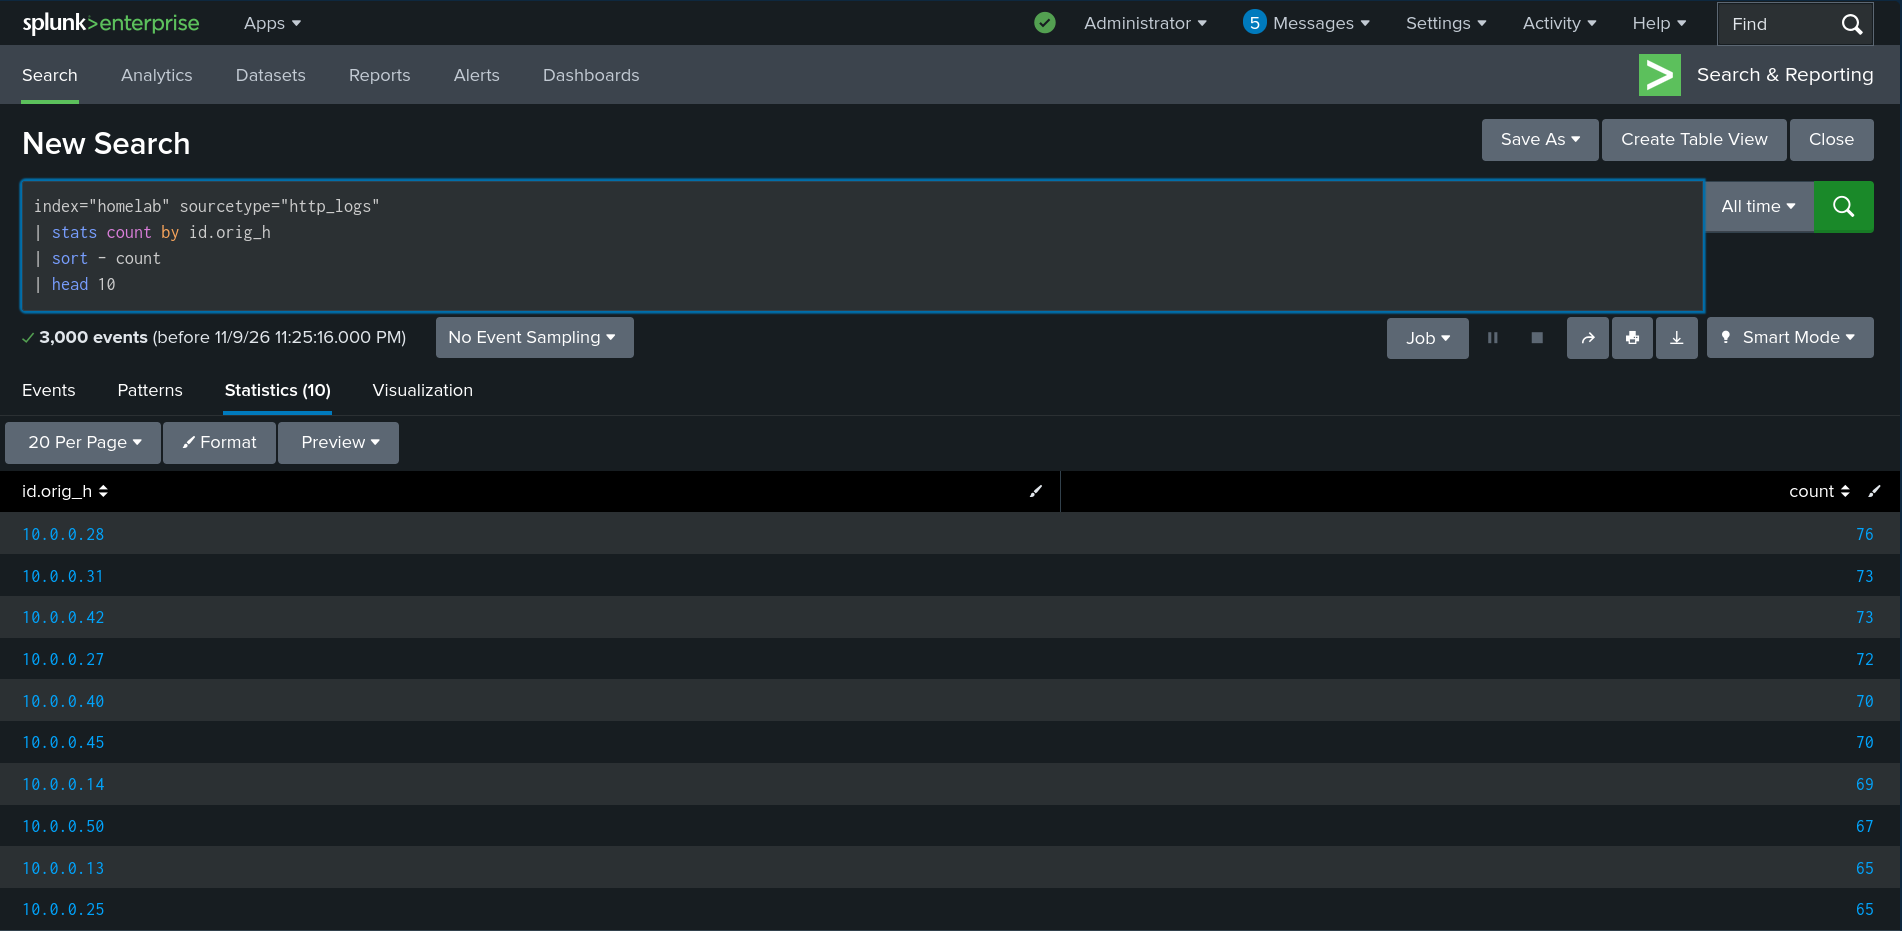 splunk>enterprise Apps Administrator 5 Messages Settings Activity Help Find
Search Analytics Datasets Reports Alerts Dashboards Search & Reporting
New Search Save As Create Table View Close
index="homelab" sourcetype="http_logs" All time
| stats count by id.orig_h
| sort - count
| head 10
3,000 events (before 11/9/26 11:25:16.000 PM) No Event Sampling Job Smart Mode
Events Patterns Statistics (10) Visualization
20 Per Page Format Preview
id.orig_h count
10.0.0.28 76
10.0.0.31 73
10.0.0.42 73
10.0.0.27 72
10.0.0.40 70
10.0.0.45 70
10.0.0.14 69
10.0.0.50 67
10.0.0.13 65
10.0.0.25 65